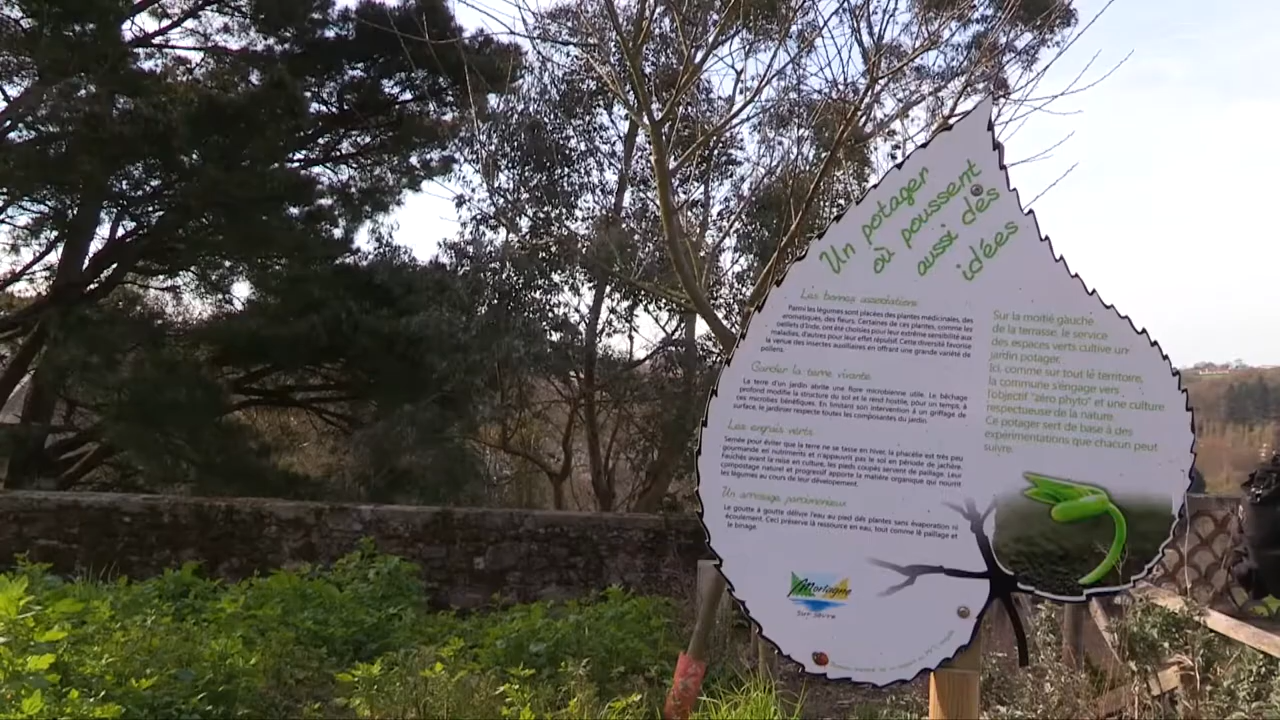 Un potager
où poussent
aussi des
idées
Les bonnes associations
Parmi les légumes sont placées des plantes médicinales, des
aromatiques, des fleurs. Certaines de ces plantes, comme les
oeillets d'Inde, ont été choisies pour leur extrême sensibilité aux
maladies, d'autres pour leur effet répulsif. Cette diversité favorise
la venue des insectes auxilliaires en offrant une grande variété de
pollens.
Garder la terre vivante
La terre d'un jardin abrite une flore microbienne utile. Le bêchage
profond modifie la structure du sol et le rend hostile, pour un temps, à
ces microbes bénéfiques. En limitant son intervention à un griffage de
surface, le jardinier respecte toutes les composantes du jardin.
Les engrais verts
Semée pour éviter que la terre ne se tasse en hiver, la phacélie est très peu
gourmande en nutriments et n'appauvrit pas le sol en période de jachère.
Fauchés avant la mise en culture, les pieds coupés servent de paillage. Leur
compostage naturel et progressif apporte la matière organique qui nourrit
les légumes au cours de leur développement.
Un arrosage parcimonieux
Le goutte à goutte délivre l'eau au pied des plantes sans évaporation ni
écoulement. Ceci préserve la ressource en eau, tout comme le paillage et
le binage.
Sur la moitié gauche
de la terrasse, le service
des espaces verts cultive un
jardin potager.
Ici, comme sur tout le territoire,
la commune s'engage vers
l'objectif "zéro phyto" et une culture
respectueuse de la nature.
Ce potager sert de base à des
expérimentations que chacun peut
suivre.
Mortagne
sur Sèvre